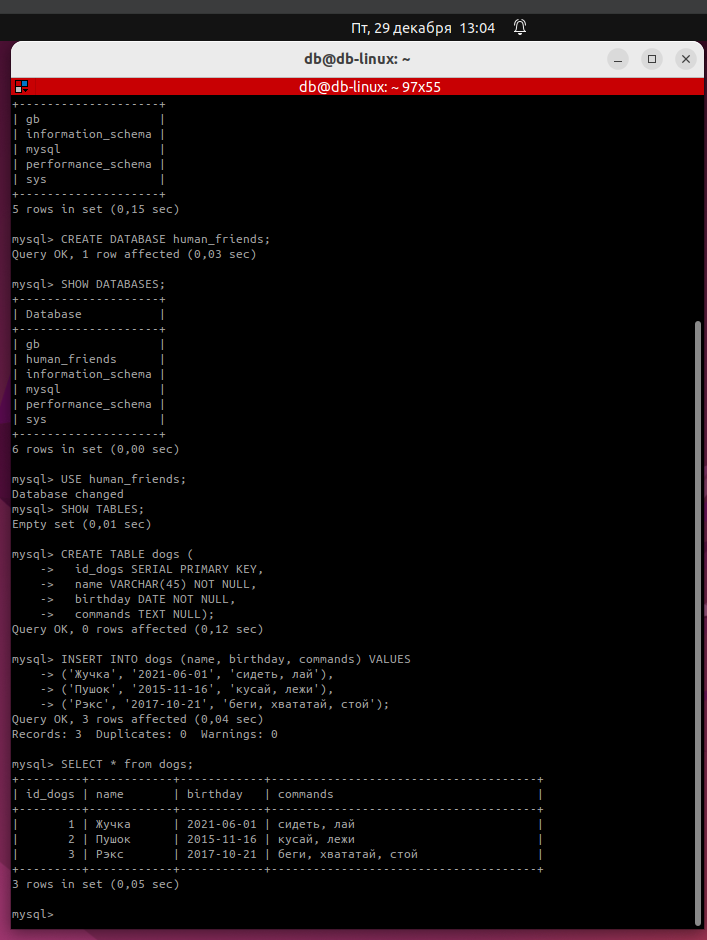 Пт, 29 декабря 13:04
db@db-linux: ~
db@db-linux: ~ 97x55
+--------------------+
| gb                 |
| information_schema |
| mysql              |
| performance_schema |
| sys                |
+--------------------+
5 rows in set (0,15 sec)

mysql> CREATE DATABASE human_friends;
Query OK, 1 row affected (0,03 sec)

mysql> SHOW DATABASES;
+--------------------+
| Database           |
+--------------------+
| gb                 |
| human_friends      |
| information_schema |
| mysql              |
| performance_schema |
| sys                |
+--------------------+
6 rows in set (0,00 sec)

mysql> USE human_friends;
Database changed
mysql> SHOW TABLES;
Empty set (0,01 sec)

mysql> CREATE TABLE dogs (
    ->   id_dogs SERIAL PRIMARY KEY,
    ->   name VARCHAR(45) NOT NULL,
    ->   birthday DATE NOT NULL,
    ->   commands TEXT NULL);
Query OK, 0 rows affected (0,12 sec)

mysql> INSERT INTO dogs (name, birthday, commands) VALUES
    -> ('Жучка', '2021-06-01', 'сидеть, лай'),
    -> ('Пушок', '2015-11-16', 'кусай, лежи'),
    -> ('Рэкс', '2017-10-21', 'беги, хвататай, стой');
Query OK, 3 rows affected (0,04 sec)
Records: 3  Duplicates: 0  Warnings: 0

mysql> SELECT * from dogs;
+---------+------------+------------+--------------------------------------+
| id_dogs | name       | birthday   | commands                             |
+---------+------------+------------+--------------------------------------+
|       1 | Жучка      | 2021-06-01 | сидеть, лай                          |
|       2 | Пушок      | 2015-11-16 | кусай, лежи                          |
|       3 | Рэкс       | 2017-10-21 | беги, хвататай, стой                 |
+---------+------------+------------+--------------------------------------+
3 rows in set (0,05 sec)

mysql>